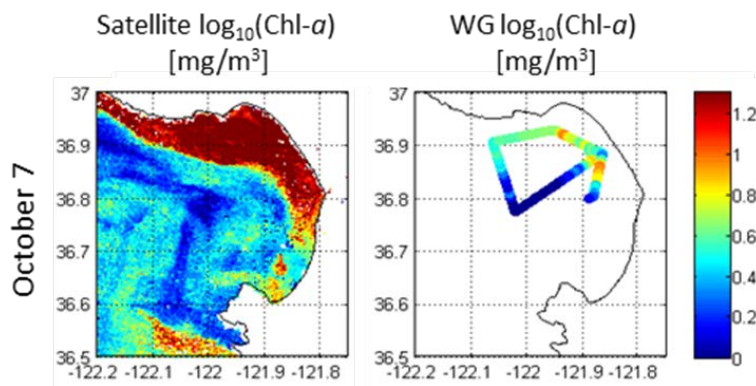 Satellite log₁₀(Chl-a)
[mg/m³]
WG log₁₀(Chl-a)
[mg/m³]
October 7
37
36.9
36.8
36.7
36.6
36.5
-122.2 -122.1 -122 -121.9 -121.8
37
36.9
36.8
36.7
36.6
36.5
-122.2 -122.1 -122 -121.9 -121.8
1.2
1
0.8
0.6
0.4
0.2
0